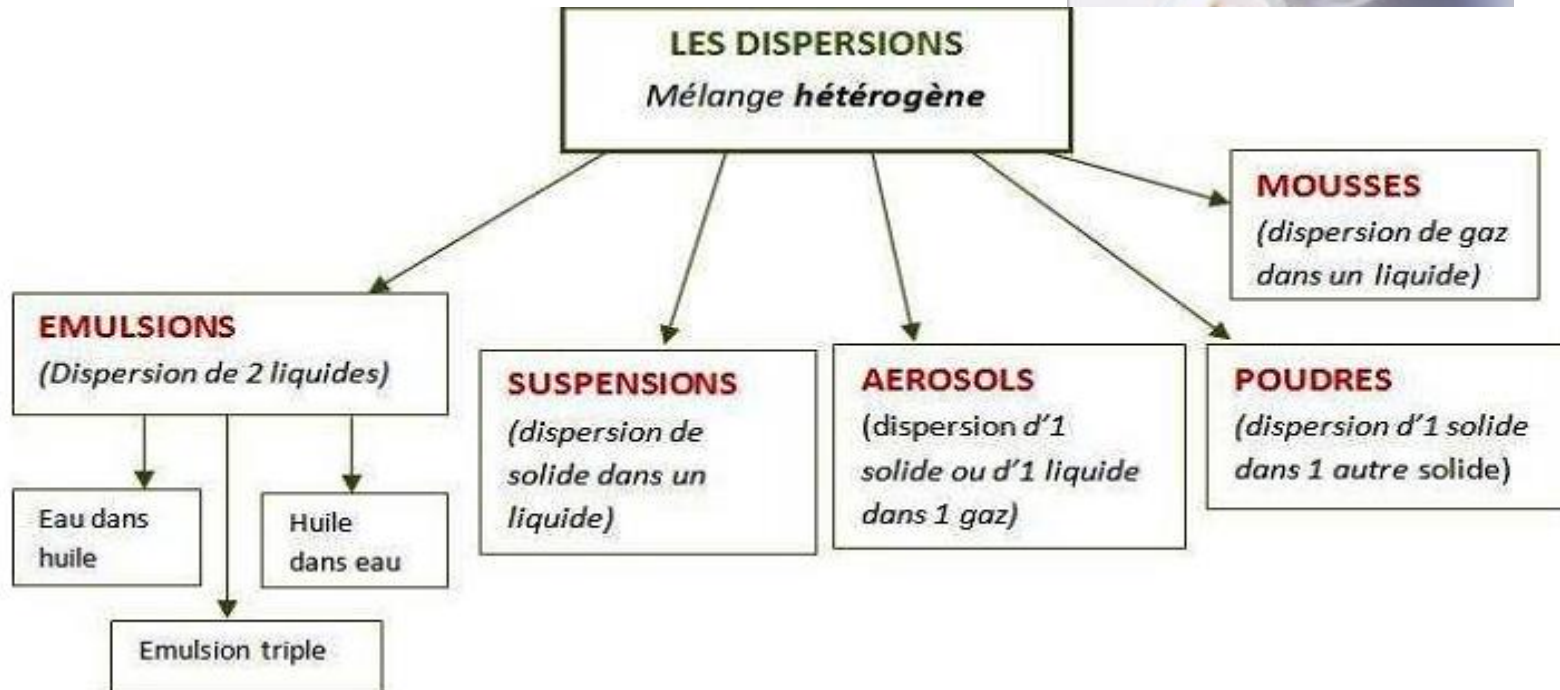 LES DISPERSIONS
Mélange hétérogène
MOUSSES
(dispersion de gaz
dans un liquide)
EMULSIONS
(Dispersion de 2 liquides)
SUSPENSIONS
(dispersion de
solide dans un
liquide)
AEROSOLS
(dispersion d'1
solide ou d'1 liquide
dans 1 gaz)
POUDRES
(dispersion d'1 solide
dans 1 autre solide)
Eau dans
huile
Huile
dans eau
Emulsion triple